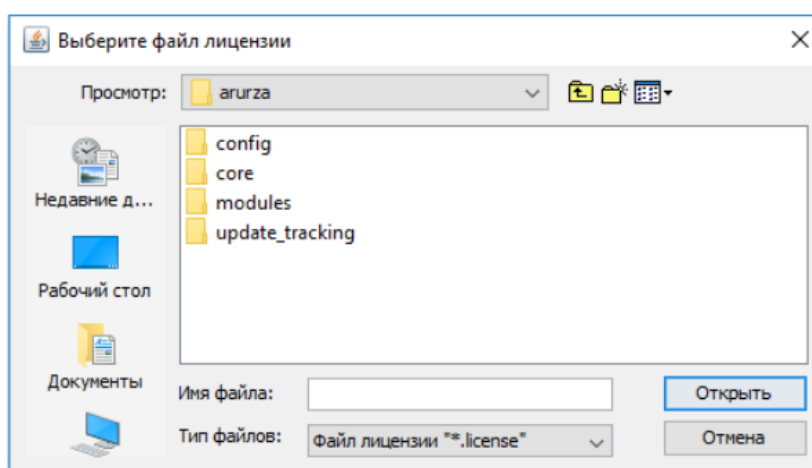 Выберите файл лицензии
Просмотр:
arurza
config
core
modules
update_tracking
Недавние д...
Рабочий стол
Документы
Имя файла:
Открыть
Тип файлов:
Файл лицензии "*.license"
Отмена